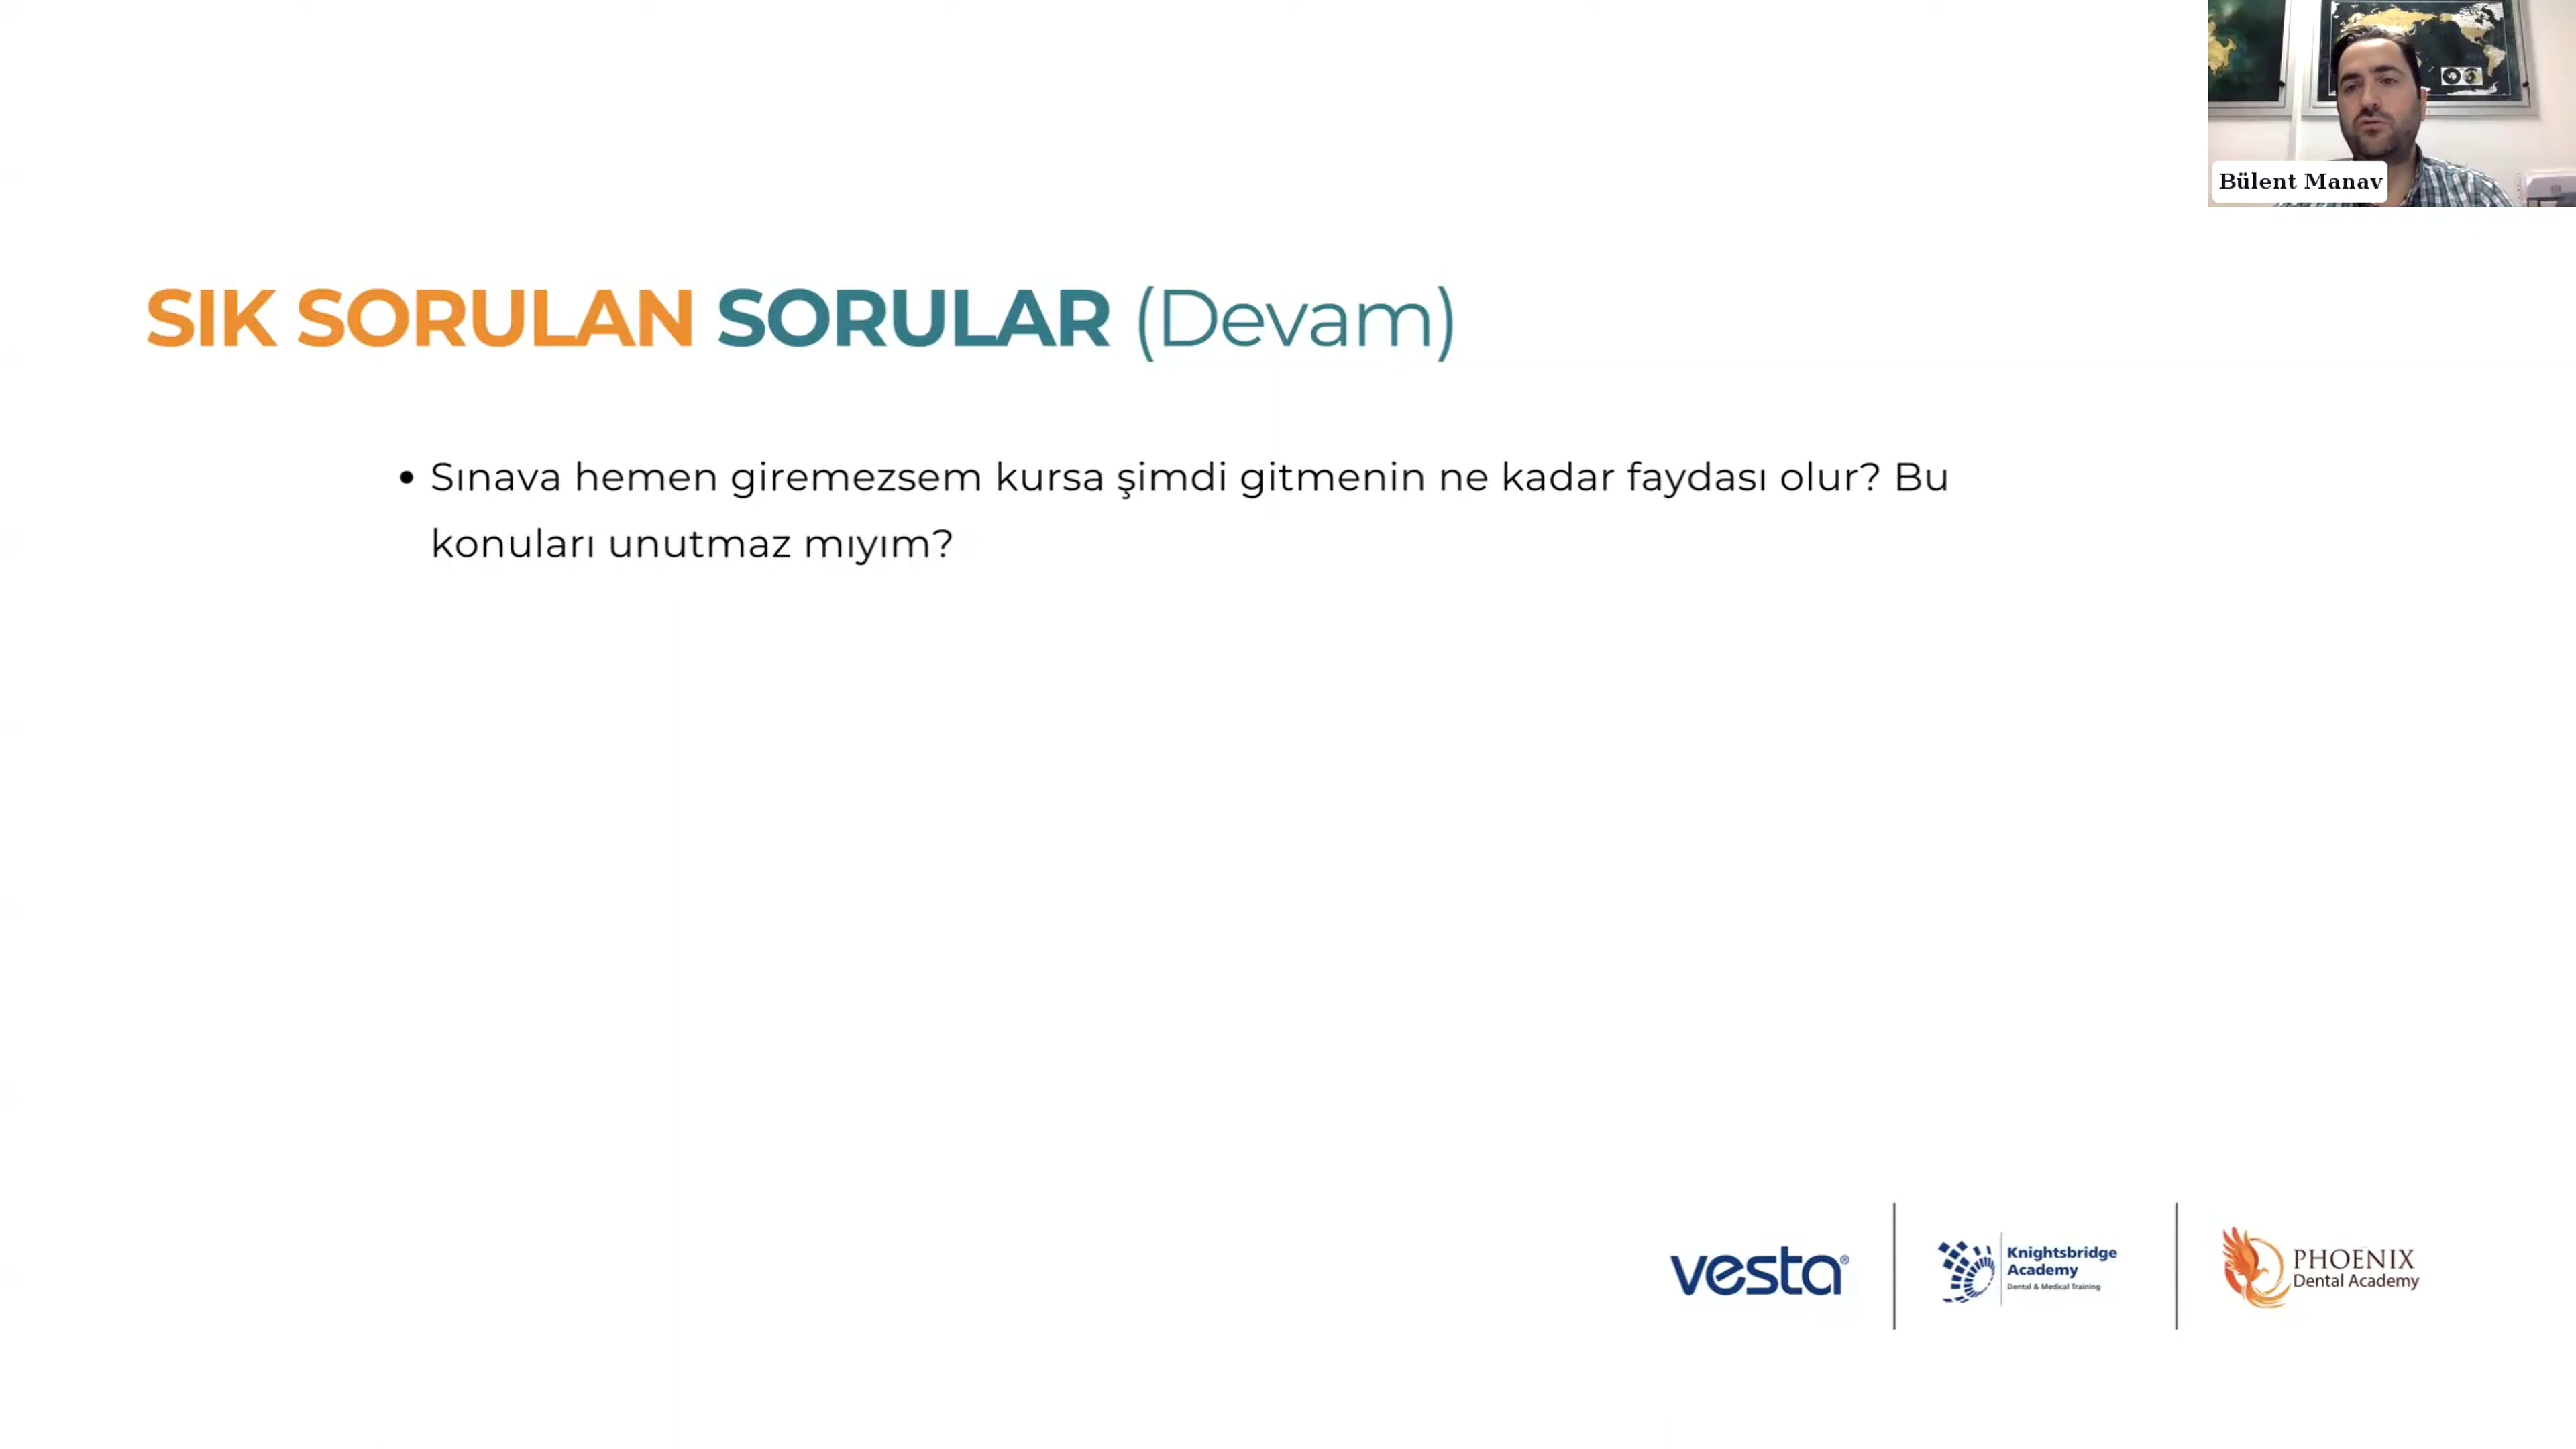 Bülent Manav
SIK SORULAN SORULAR (Devam)
• Sınava hemen giremezsem kursa şimdi gitmenin ne kadar faydası olur? Bu
konuları unutmaz mıyım?
vesta®
Knightsbridge
Academy
Dental & Medical Training
PHOENIX
Dental Academy